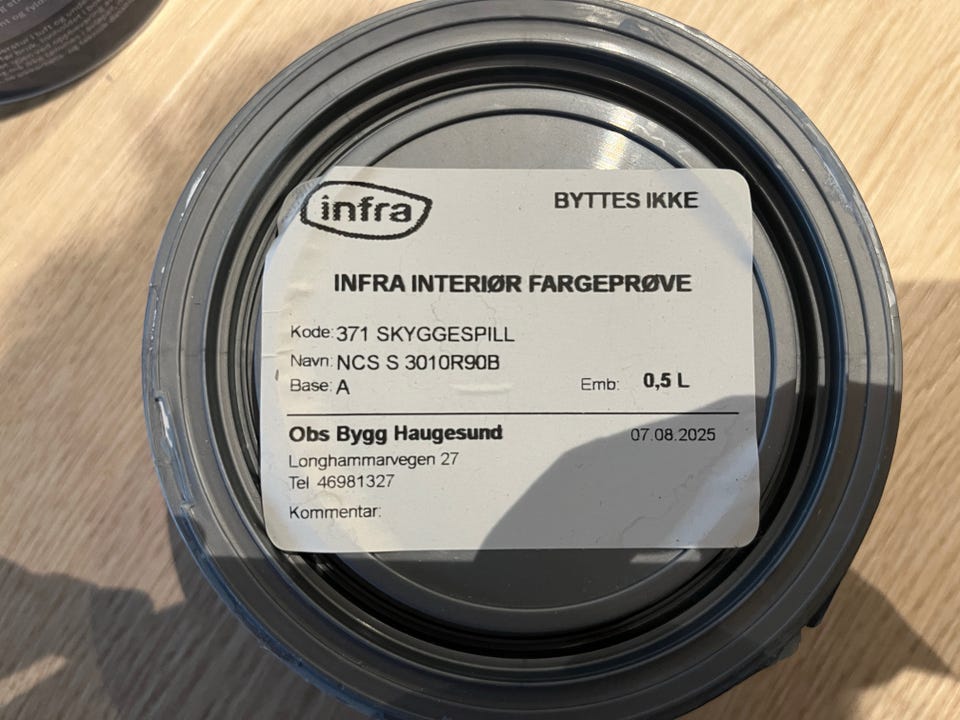 infra
BYTTES IKKE
INFRA INTERIØR FARGEPRØVE
Kode: 371 SKYGGESPILL
Navn: NCS S 3010R90B
Base: A
Emb: 0,5 L
Obs Bygg Haugesund
07.08.2025
Longhammarvegen 27
Tel 46981327
Kommentar: